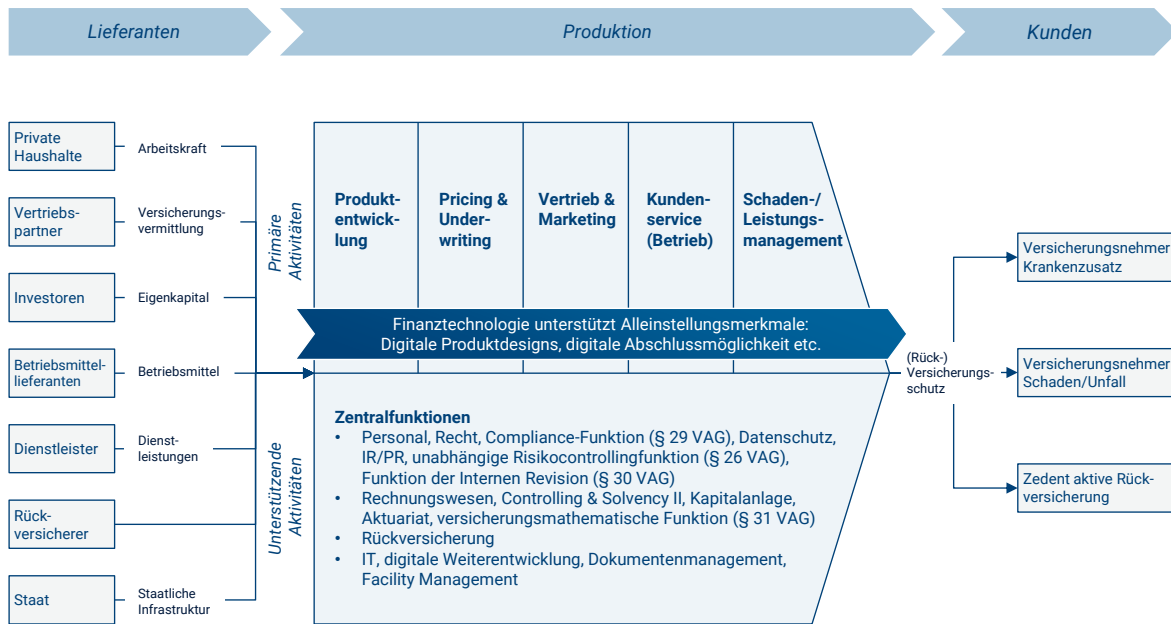 Lieferanten
Produktion
Kunden
Private
Haushalte
Arbeitskraft
Vertriebs-
partner
Versicherungs-
vermittlung
Investoren
Eigenkapital
Betriebsmittel-
lieferanten
Betriebsmittel
Dienstleister
Dienst-
leistungen
Rück-
versicherer
Staat
Staatliche
Infrastruktur
Primäre
Aktivitäten
Unterstützende
Aktivitäten
Produkt-
entwick-
lung
Pricing &
Under-
writing
Vertrieb &
Marketing
Kunden-
service
(Betrieb)
Schaden-/
Leistungs-
management
Finanztechnologie unterstützt Alleinstellungsmerkmale:
Digitale Produktdesigns, digitale Abschlussmöglichkeit etc.
Zentralfunktionen
• Personal, Recht, Compliance-Funktion (§ 29 VAG), Datenschutz,
IR/PR, unabhängige Risikocontrollingfunktion (§ 26 VAG),
Funktion der Internen Revision (§ 30 VAG)
• Rechnungswesen, Controlling & Solvency II, Kapitalanlage,
Aktuariat, versicherungsmathematische Funktion (§ 31 VAG)
• Rückversicherung
• IT, digitale Weiterentwicklung, Dokumentenmanagement,
Facility Management
(Rück-)
Versicherungs-
schutz
Versicherungsnehmer
Krankenzusatz
Versicherungsnehmer
Schaden/Unfall
Zedent aktive Rück-
versicherung